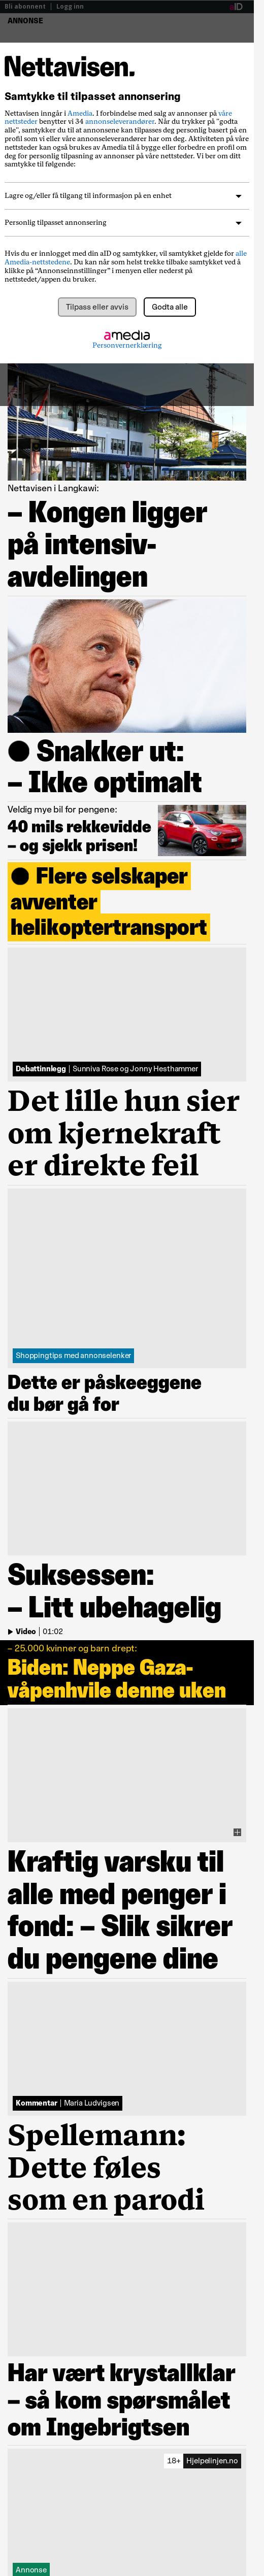 Bli abonnent | Logg inn
aID
ANNONSE
Nettavisen.
Samtykke til tilpasset annonsering
Nettavisen inngår i Amedia. I forbindelse med salg av annonser på våre
nettsteder benytter vi 34 annonseleverandører. Når du trykker på "godta
alle", samtykker du til at annonsene kan tilpasses deg personlig basert på en
profil som vi eller våre annonseleverandører har om deg. Aktiviteten på våre
nettsteder kan også brukes av Amedia til å bygge eller forbedre en profil om
deg for personlig tilpasning av annonser på våre nettsteder. Vi ber om ditt
samtykke til følgende:
Lagre og/eller få tilgang til informasjon på en enhet
Personlig tilpasset annonsering
Hvis du er innlogget med din aID og samtykker, vil samtykket gjelde for alle
Amedia-nettstedene. Du kan når som helst trekke tilbake samtykket ved å
klikke på “Annonseinnstillinger” i menyen eller nederst på
nettstedet/appen du bruker.
Tilpass eller avvis
Godta alle
amedia
Personvernerklæring
Nettavisen i Langkawi:
– Kongen ligger
på intensiv-
avdelingen
● Snakker ut:
– Ikke optimalt
Veldig mye bil for pengene:
40 mils rekkevidde
– og sjekk prisen!
● Flere selskaper
avventer
helikoptertransport
Debattinnlegg | Sunniva Rose og Jonny Hesthammer
Det lille hun sier
om kjernekraft
er direkte feil
Shoppingtips med annonselenker
Dette er påskeeggene
du bør gå for
Suksessen:
– Litt ubehagelig
Video | 01:02
– 25.000 kvinner og barn drept:
Biden: Neppe Gaza-
våpenhvile denne uken
Kraftig varsku til
alle med penger i
fond: – Slik sikrer
du pengene dine
Kommentar | Maria Ludvigsen
Spellemann:
Dette føles
som en parodi
Har vært krystallklar
– så kom spørsmålet
om Ingebrigtsen
18+ Hjelpelinjen.no
Annonse